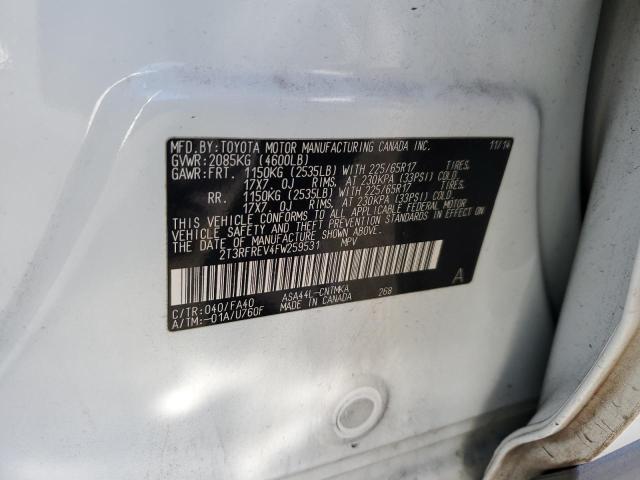 MFD.BY:TOYOTA MOTOR MANUFACTURING CANADA INC. 11/14
GVWR:2085KG (4600LB)
GAWR:FRT. 1150KG (2535LB) WITH 225/65R17 TIRES.
17X7.0J RIMS. AT 230KPA (33PSI) COLD.
RR. 1150KG (2535LB) WITH 225/65R17 TIRES.
17X7.0J RIMS. AT 230KPA (33PSI) COLD.
THIS VEHICLE CONFORMS TO ALL APPLICABLE FEDERAL MOTOR
VEHICLE SAFETY AND THEFT PREVENTION STANDARDS IN EFFECT
ON THE DATE OF MANUFACTURE SHOWN ABOVE.
2T3RFREV4FW259531 MPV
A
C/TR:040/FA40 ASA44L-CNTMKA 268
A/TM:-01A/U760F MADE IN CANADA